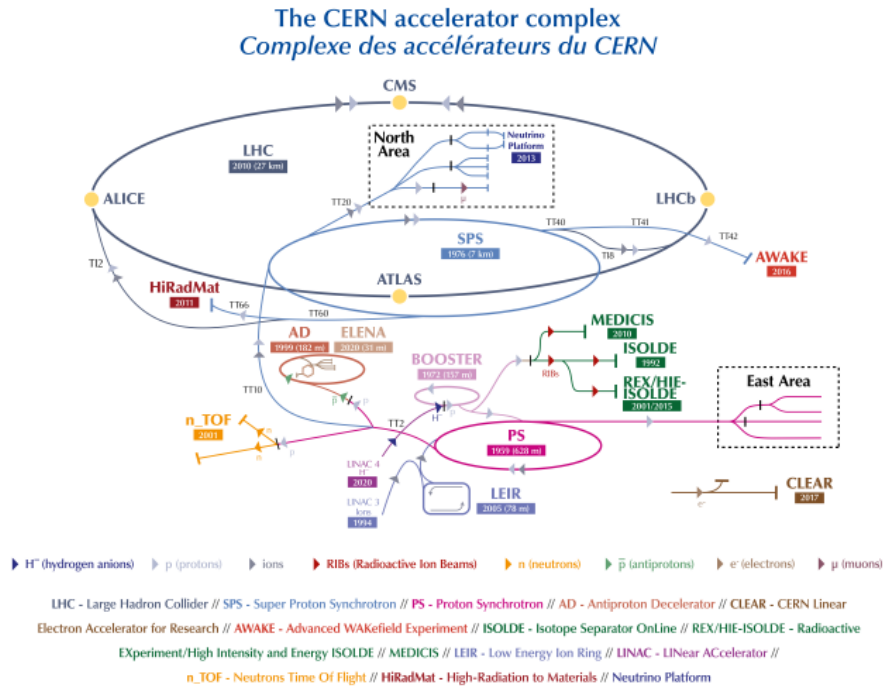 The CERN accelerator complex
Complexe des accélérateurs du CERN
CMS
North
Area
Neutrino
Platform
2013
LHC
2010 (27 km)
μ
ALICE
LHCb
TT20
TT40
TT41
SPS
1976 (7 km)
TI8
TT42
AWAKE
2016
TI2
HiRadMat
2011
ATLAS
TT66
TT60
AD
1999 (182 m)
ELENA
2020 (31 m)
MEDICIS
2010
BOOSTER
1972 (157 m)
ISOLDE
1992
RIBs
REX/HIE-
ISOLDE
2001/2015
East Area
TT10
p̄
p
TT2
H⁻
p
n_TOF
2001
n
n
p
PS
1959 (628 m)
LINAC 4
H⁻
2020
LINAC 3
Ions
1994
LEIR
2005 (78 m)
CLEAR
2017
e⁻
H⁻ (hydrogen anions) p (protons) ions RIBs (Radioactive Ion Beams) n (neutrons) p̄ (antiprotons) e⁻ (electrons) μ (muons)
LHC - Large Hadron Collider // SPS - Super Proton Synchrotron // PS - Proton Synchrotron // AD - Antiproton Decelerator // CLEAR - CERN Linear
Electron Accelerator for Research // AWAKE - Advanced WAKefield Experiment // ISOLDE - Isotope Separator OnLine // REX/HIE-ISOLDE - Radioactive
EXperiment/High Intensity and Energy ISOLDE // MEDICIS // LEIR - Low Energy Ion Ring // LINAC - LINear ACcelerator //
n_TOF - Neutrons Time Of Flight // HiRadMat - High-Radiation to Materials // Neutrino Platform